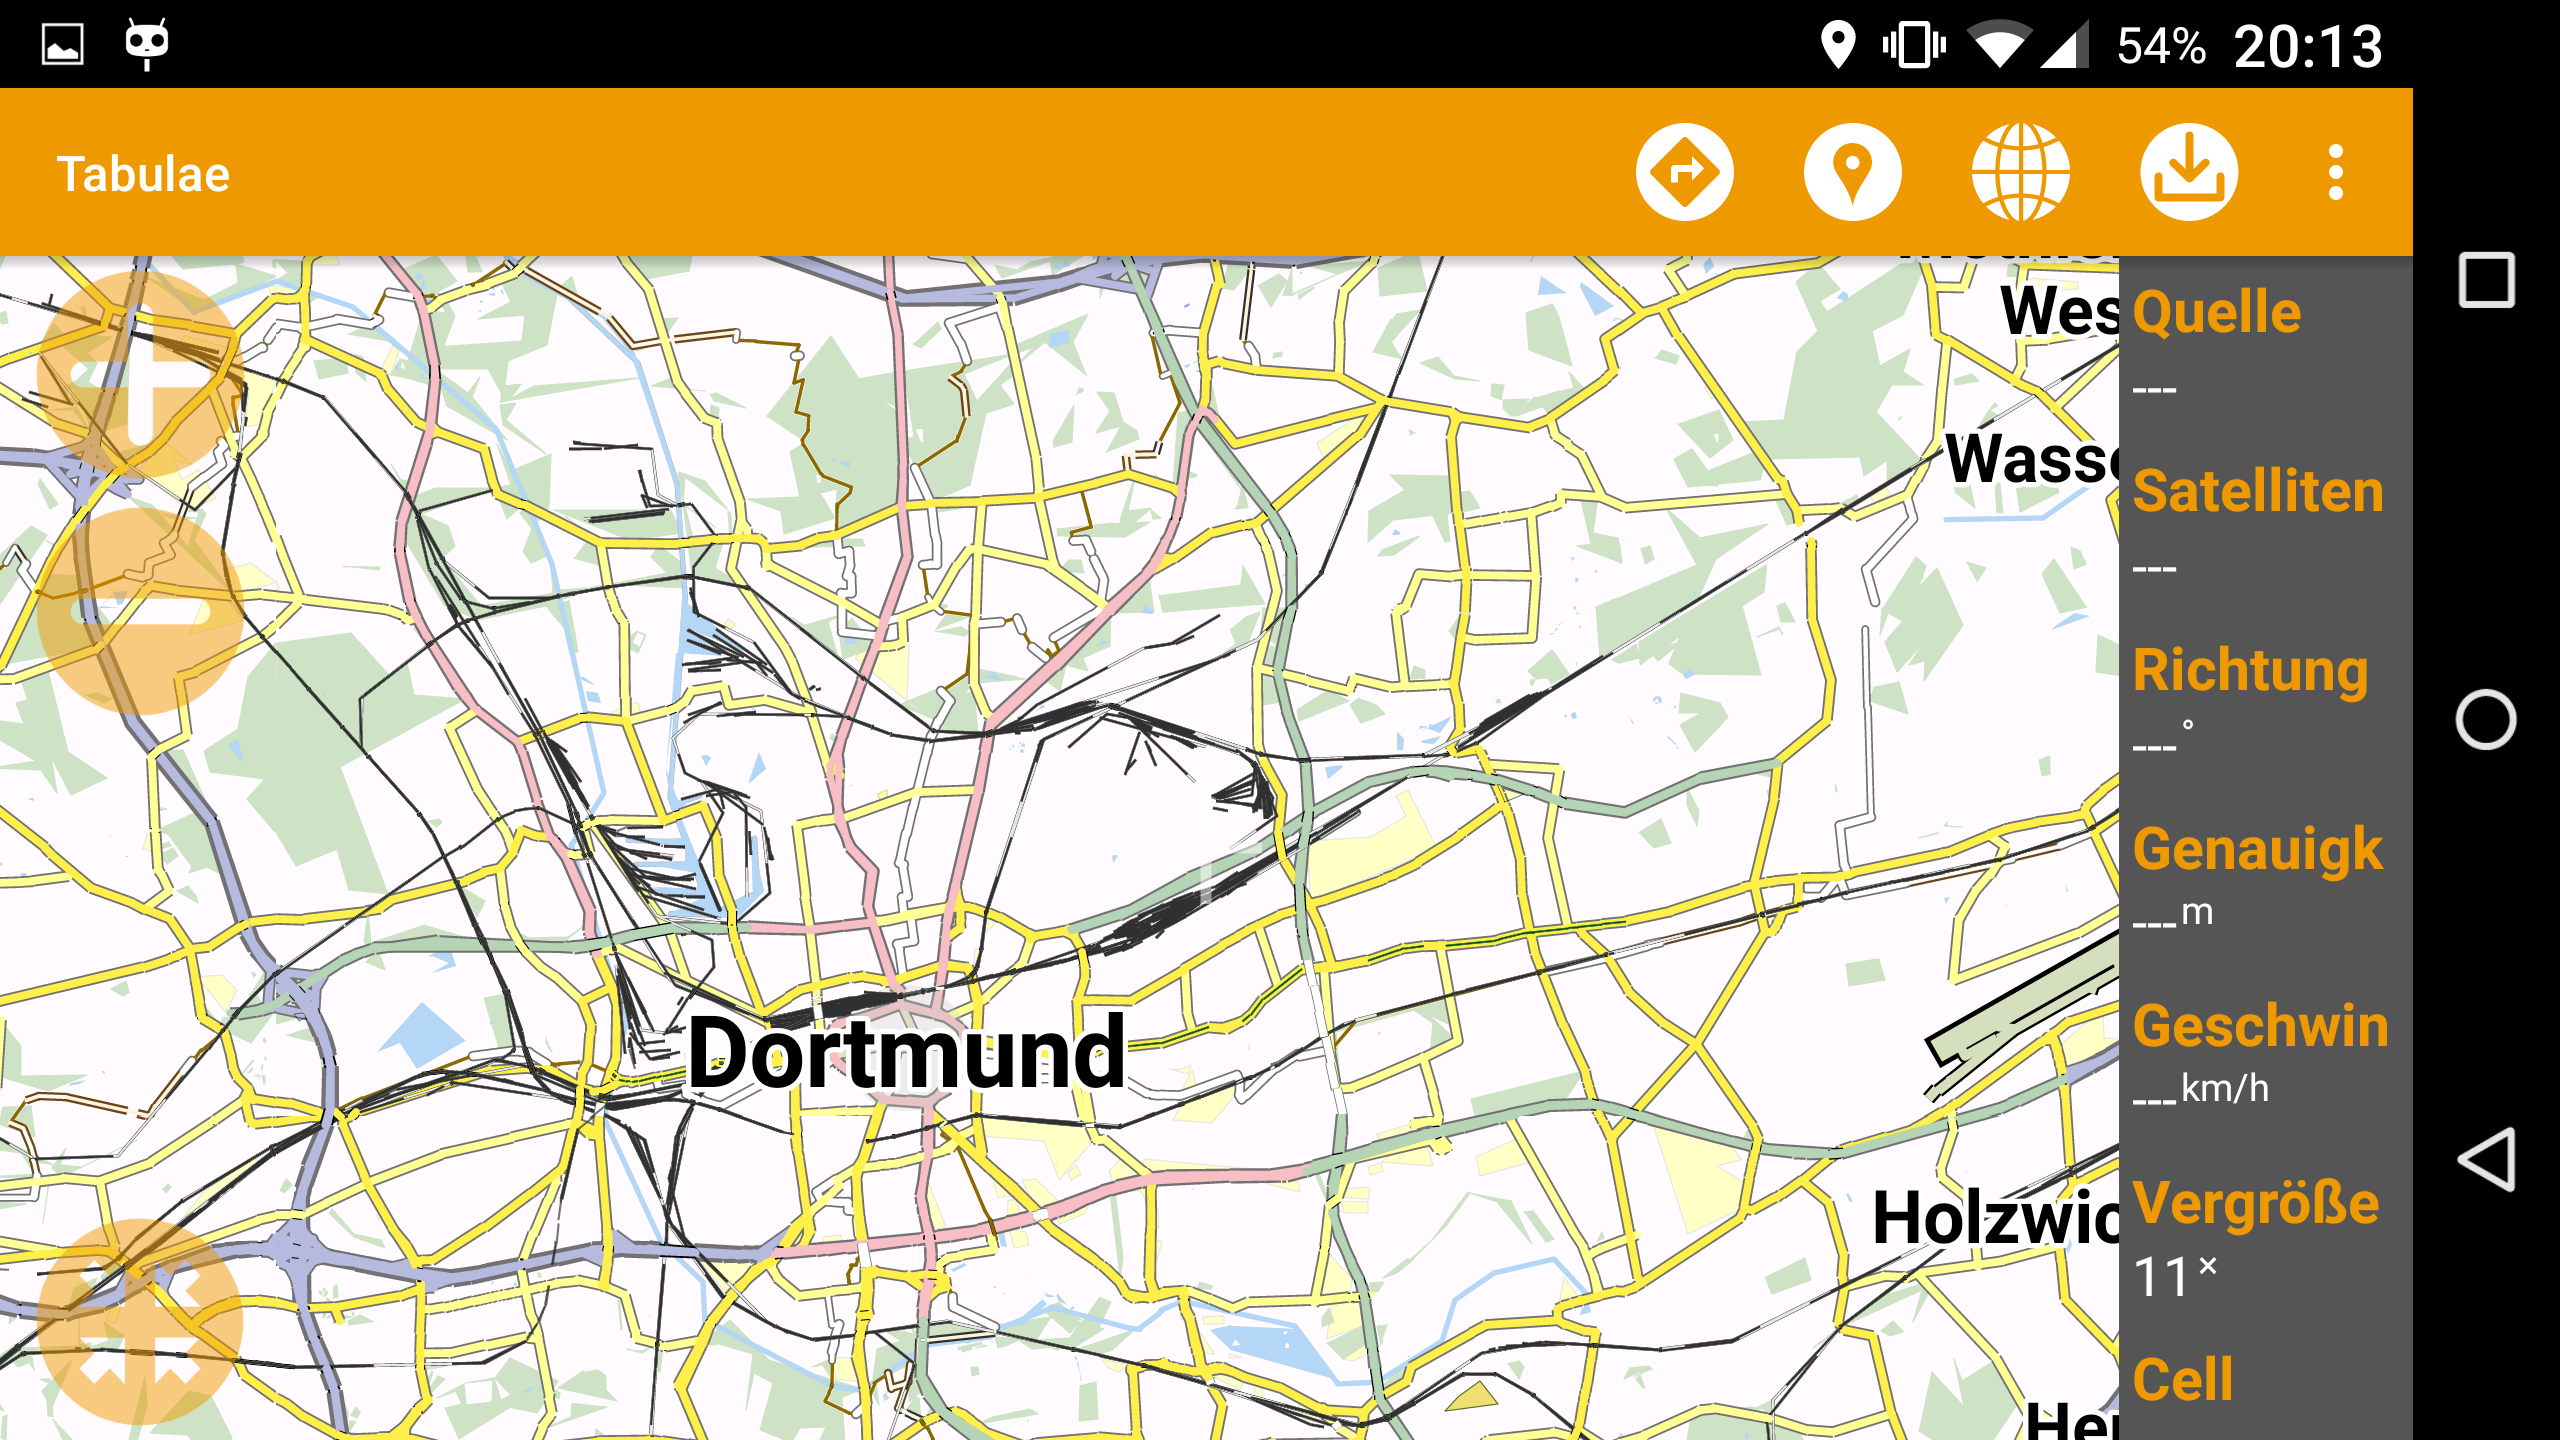 54% 20:13
Tabulae
Wes
Wass
Dortmund
Holzwic
Her
Quelle
---
Satelliten
---
Richtung
---°
Genauigk
---m
Geschwin
---km/h
Vergröße
11×
Cell